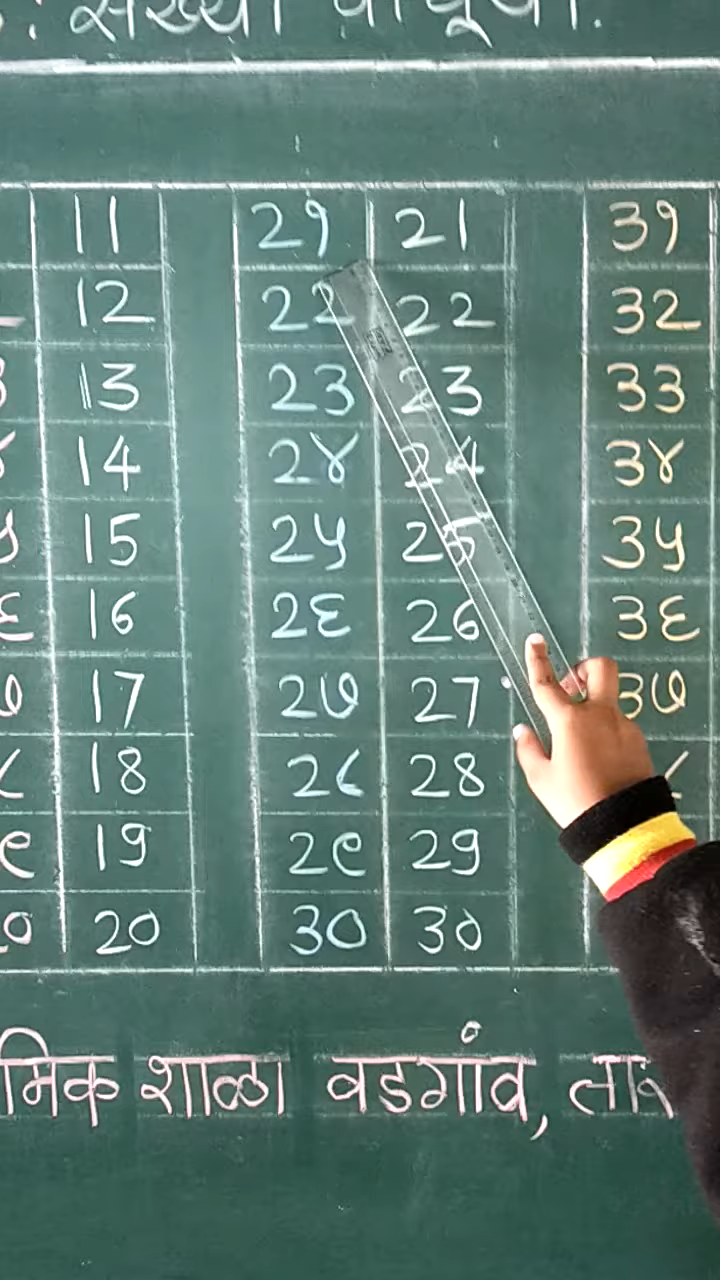 संख्या वाचूया.
11 २१ 21 ३१
12 २२ 22 ३२
13 २३ 23 ३३
14 २४ 24 ३४
15 २५ 25 ३५
16 २६ 26 ३६
17 २७ 27 ३७
18 २८ 28
19 २९ 29
20 ३० 30
मिक शाळा वडगांव,